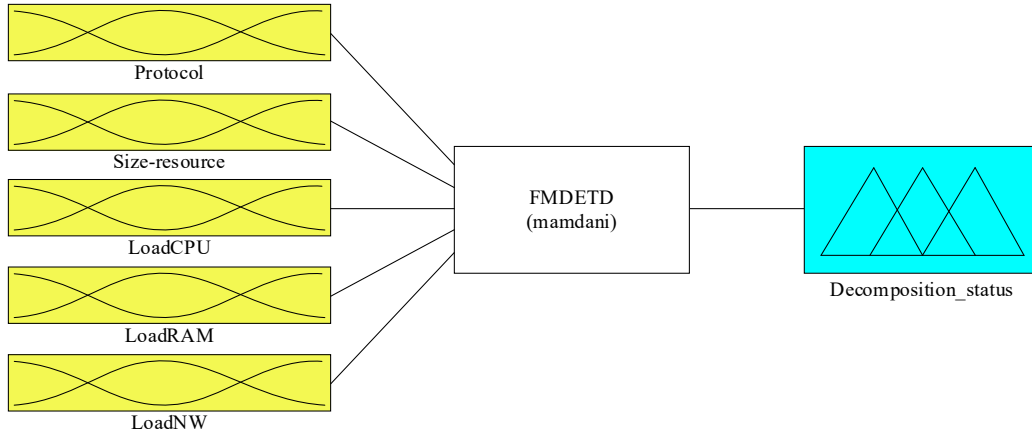 Protocol
Size-resource
LoadCPU
LoadRAM
LoadNW
FMDETD
(mamdani)
Decomposition_status